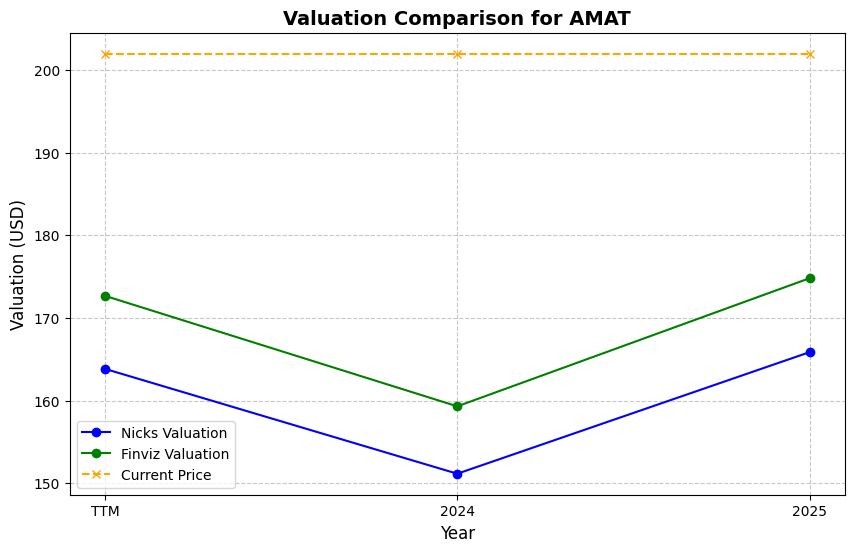 Valuation Comparison for AMAT
Valuation (USD)
200
190
180
170
160
150
Nicks Valuation
Finviz Valuation
Current Price
TTM
2024
2025
Year